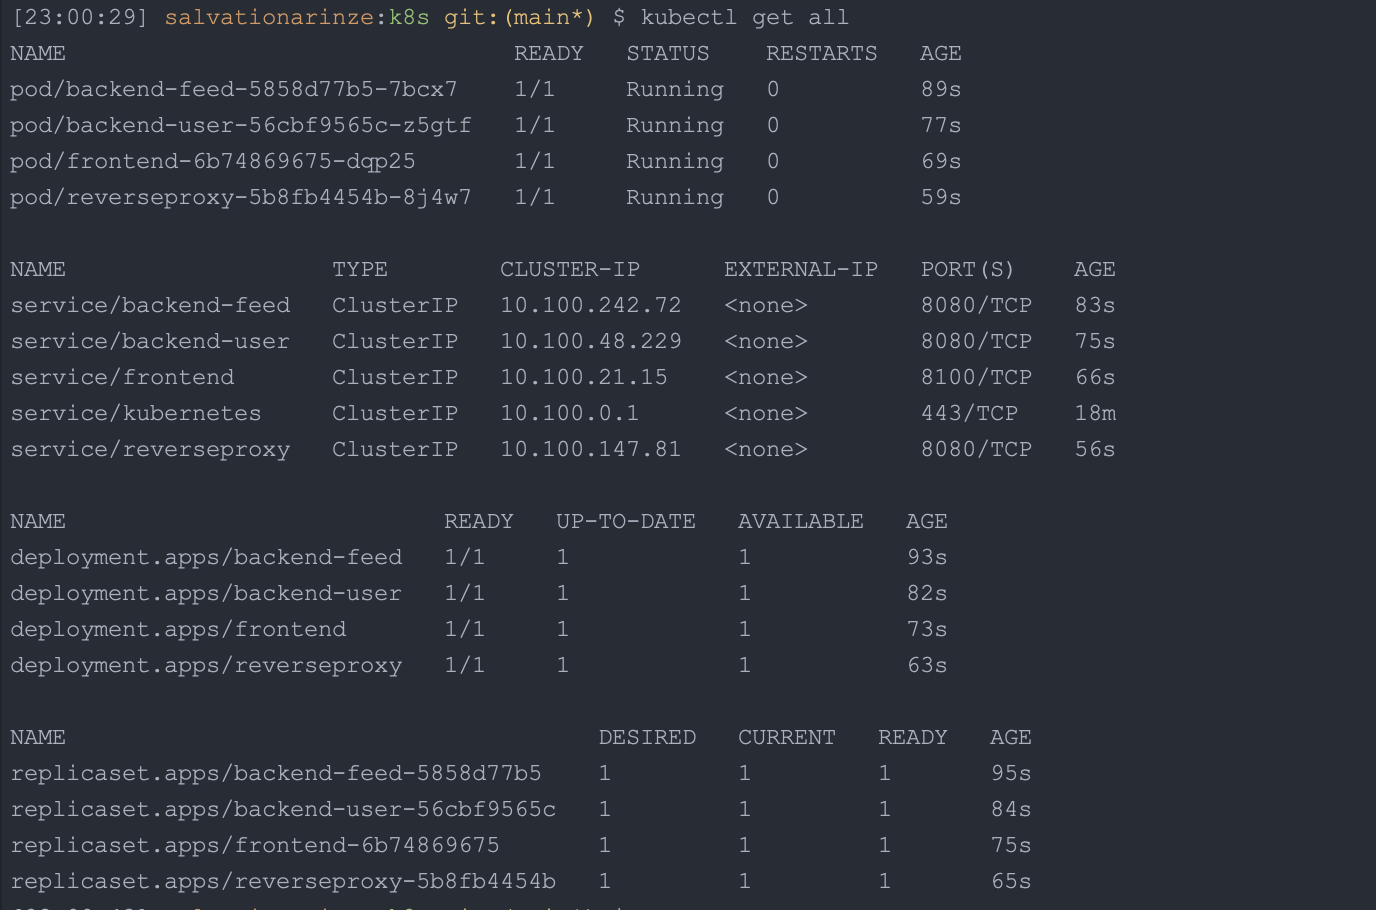 [23:00:29] salvationarinze:k8s git:(main*) $ kubectl get all
NAME READY STATUS RESTARTS AGE
pod/backend-feed-5858d77b5-7bcx7 1/1 Running 0 89s
pod/backend-user-56cbf9565c-z5gtf 1/1 Running 0 77s
pod/frontend-6b74869675-dqp25 1/1 Running 0 69s
pod/reverseproxy-5b8fb4454b-8j4w7 1/1 Running 0 59s
NAME TYPE CLUSTER-IP EXTERNAL-IP PORT(S) AGE
service/backend-feed ClusterIP 10.100.242.72 <none> 8080/TCP 83s
service/backend-user ClusterIP 10.100.48.229 <none> 8080/TCP 75s
service/frontend ClusterIP 10.100.21.15 <none> 8100/TCP 66s
service/kubernetes ClusterIP 10.100.0.1 <none> 443/TCP 18m
service/reverseproxy ClusterIP 10.100.147.81 <none> 8080/TCP 56s
NAME READY UP-TO-DATE AVAILABLE AGE
deployment.apps/backend-feed 1/1 1 1 93s
deployment.apps/backend-user 1/1 1 1 82s
deployment.apps/frontend 1/1 1 1 73s
deployment.apps/reverseproxy 1/1 1 1 63s
NAME DESIRED CURRENT READY AGE
replicaset.apps/backend-feed-5858d77b5 1 1 1 95s
replicaset.apps/backend-user-56cbf9565c 1 1 1 84s
replicaset.apps/frontend-6b74869675 1 1 1 75s
replicaset.apps/reverseproxy-5b8fb4454b 1 1 1 65s